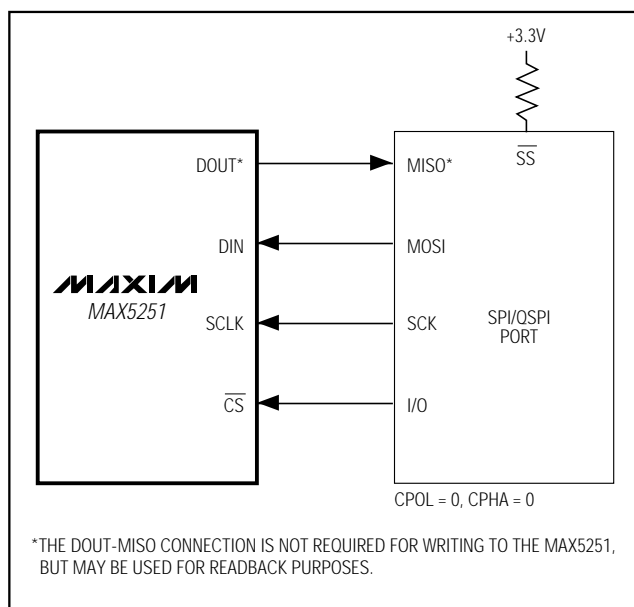 +3.3V
SS
DOUT* MISO*
DIN MOSI
MAXIM
MAX5251
SCLK SCK SPI/QSPI
PORT
CS I/O
CPOL = 0, CPHA = 0
*THE DOUT-MISO CONNECTION IS NOT REQUIRED FOR WRITING TO THE MAX5251,
BUT MAY BE USED FOR READBACK PURPOSES.